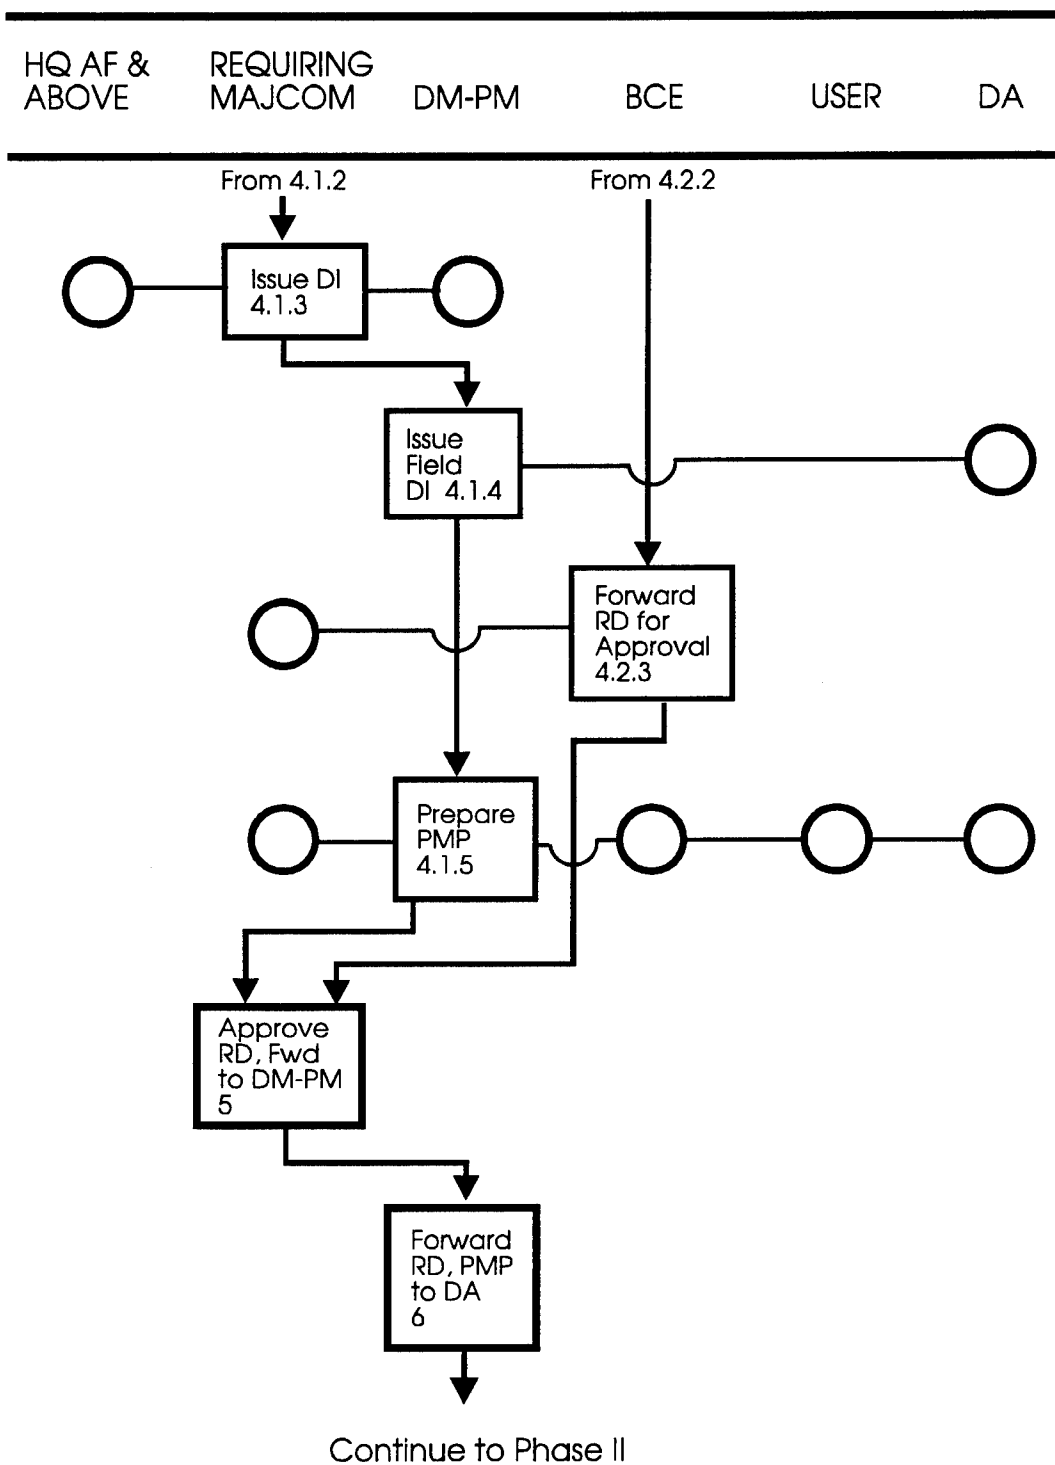 HQ AF &
ABOVE
REQUIRING
MAJCOM
DM-PM
BCE
USER
DA
From 4.1.2
From 4.2.2
Issue DI
4.1.3
Issue
Field
DI 4.1.4
Forward
RD for
Approval
4.2.3
Prepare
PMP
4.1.5
Approve
RD, Fwd
to DM-PM
5
Forward
RD, PMP
to DA
6
Continue to Phase II